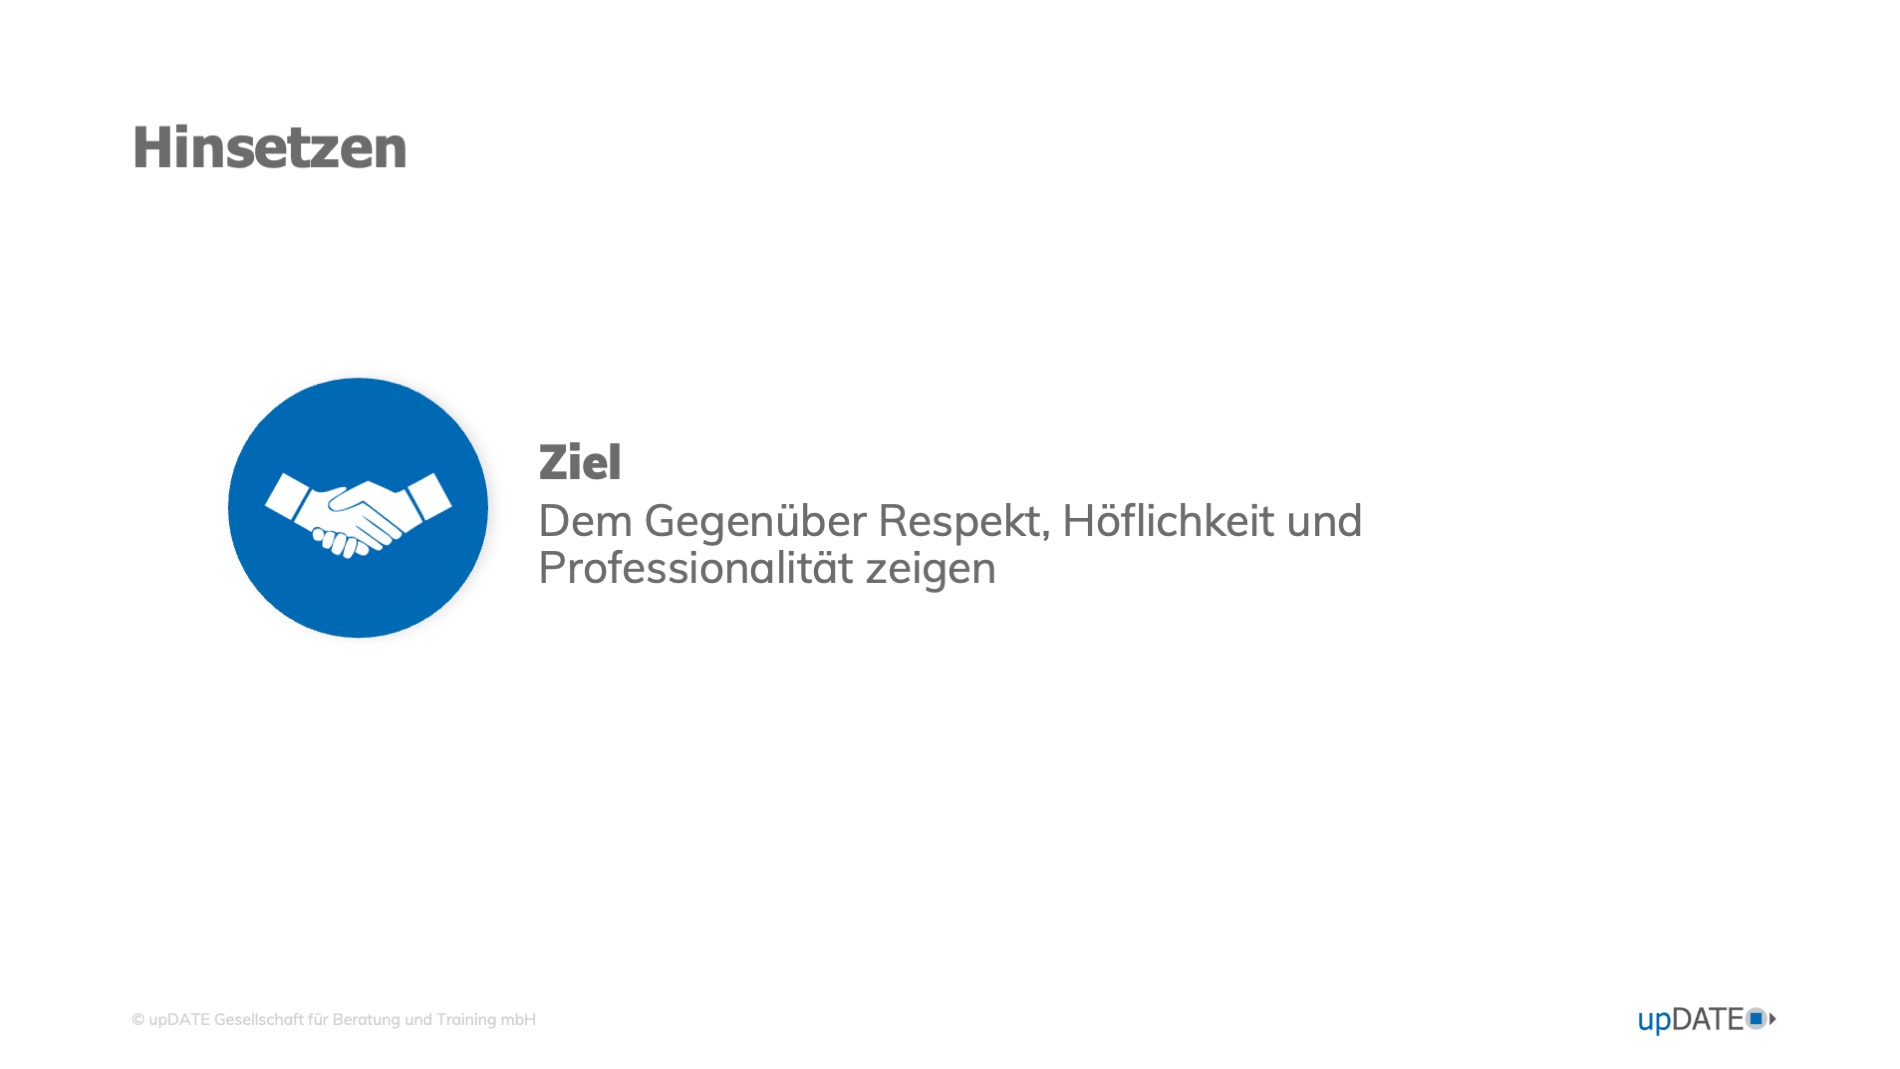 Hinsetzen
Ziel
Dem Gegenüber Respekt, Höflichkeit und
Professionalität zeigen
© upDATE Gesellschaft für Beratung und Training mbH
upDATE